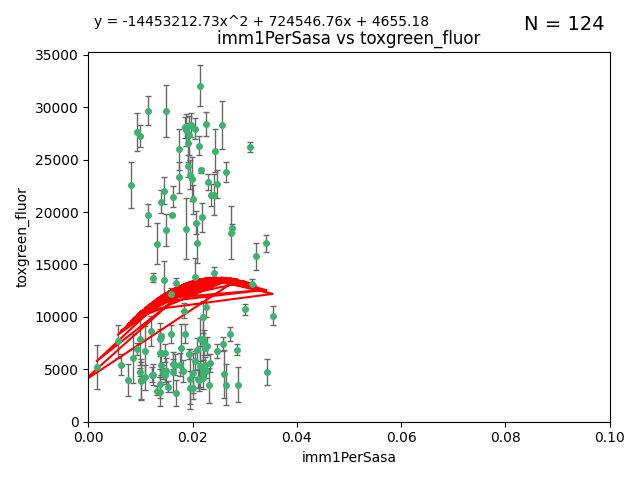 y = -14453212.73x^2 + 724546.76x + 4655.18
N = 124
imm1PerSasa vs toxgreen_fluor
35000
30000
25000
20000
15000
10000
5000
0
toxgreen_fluor
0.00 0.02 0.04 0.06 0.08 0.10
imm1PerSasa